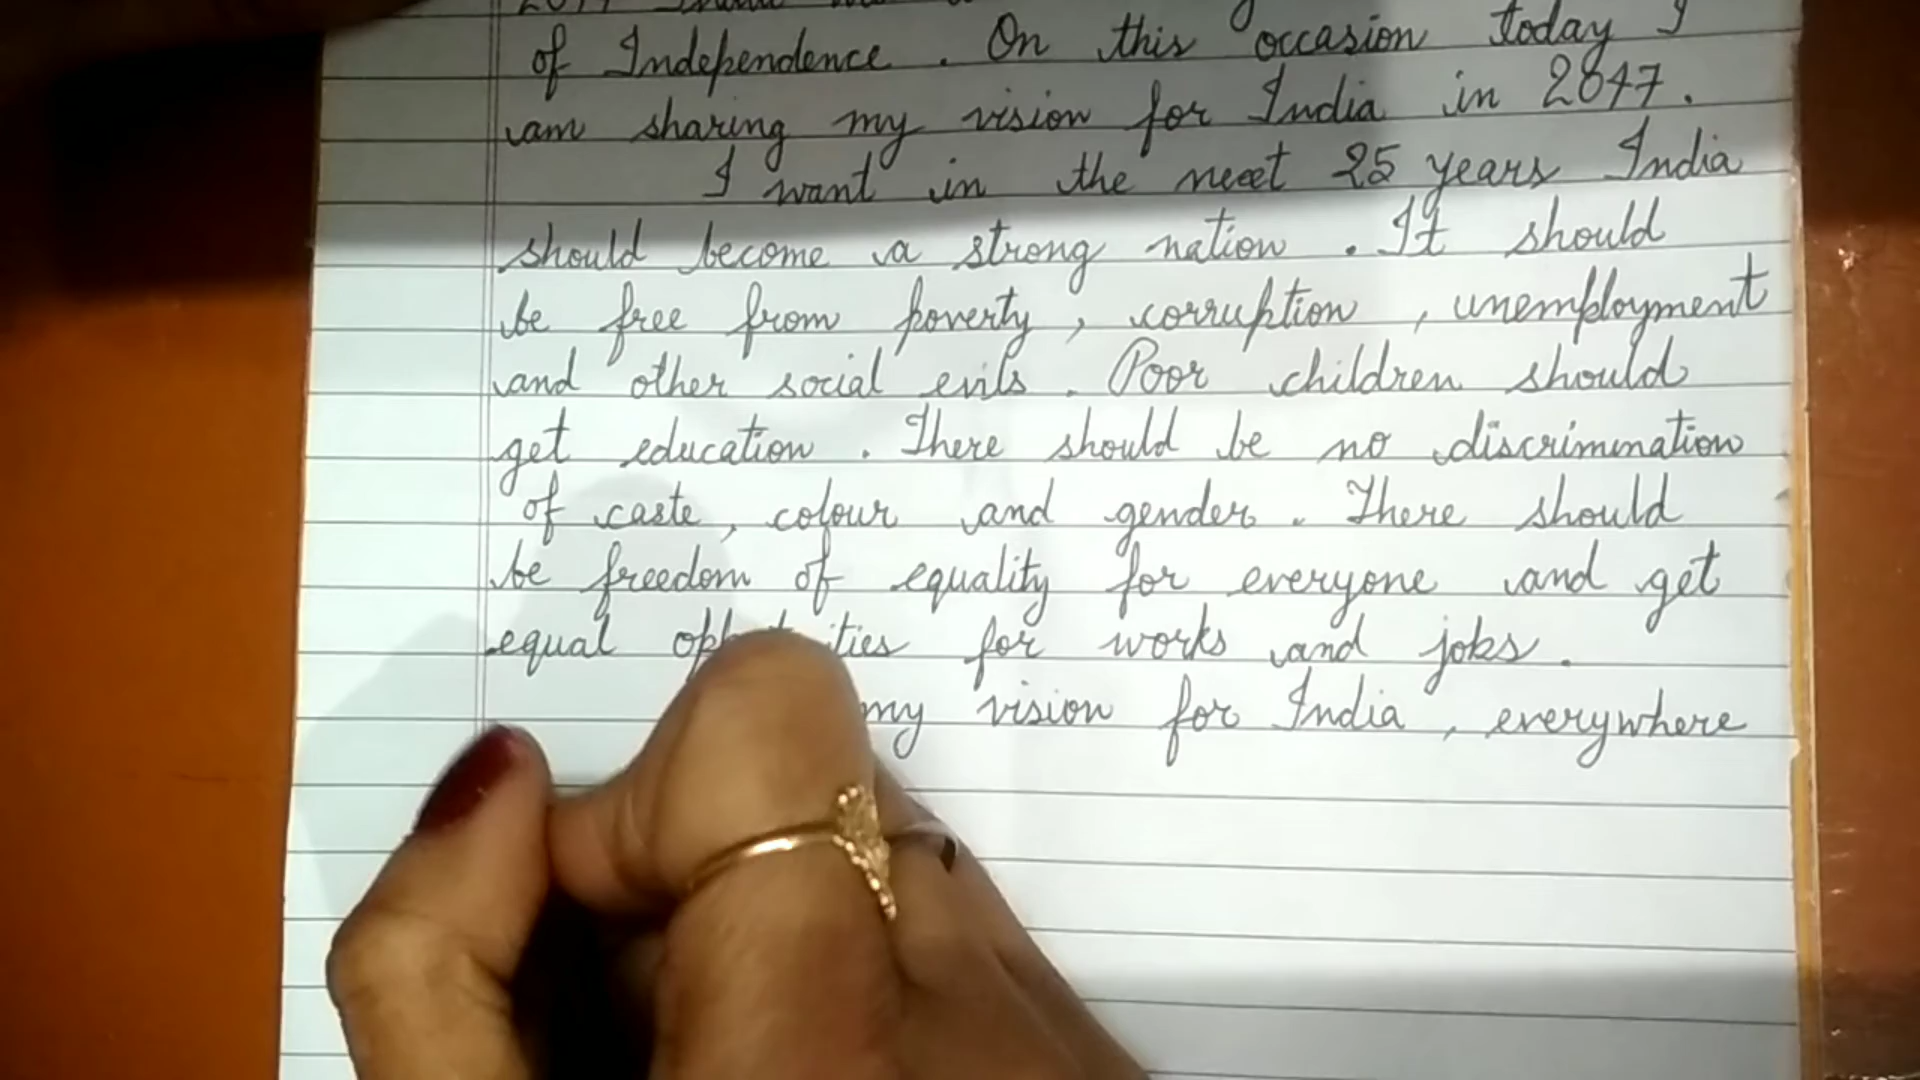 of Independence. On this occasion today I
am sharing my vision for India in 2047.
I want in the next 25 years India
should become a strong nation. It should
be free from poverty, corruption, unemployment
and other social evils. Poor children should
get education. There should be no discrimination
of caste, colour and gender. There should
be freedom of equality for everyone and get
equal for works and jobs.
my vision for India, everywhere